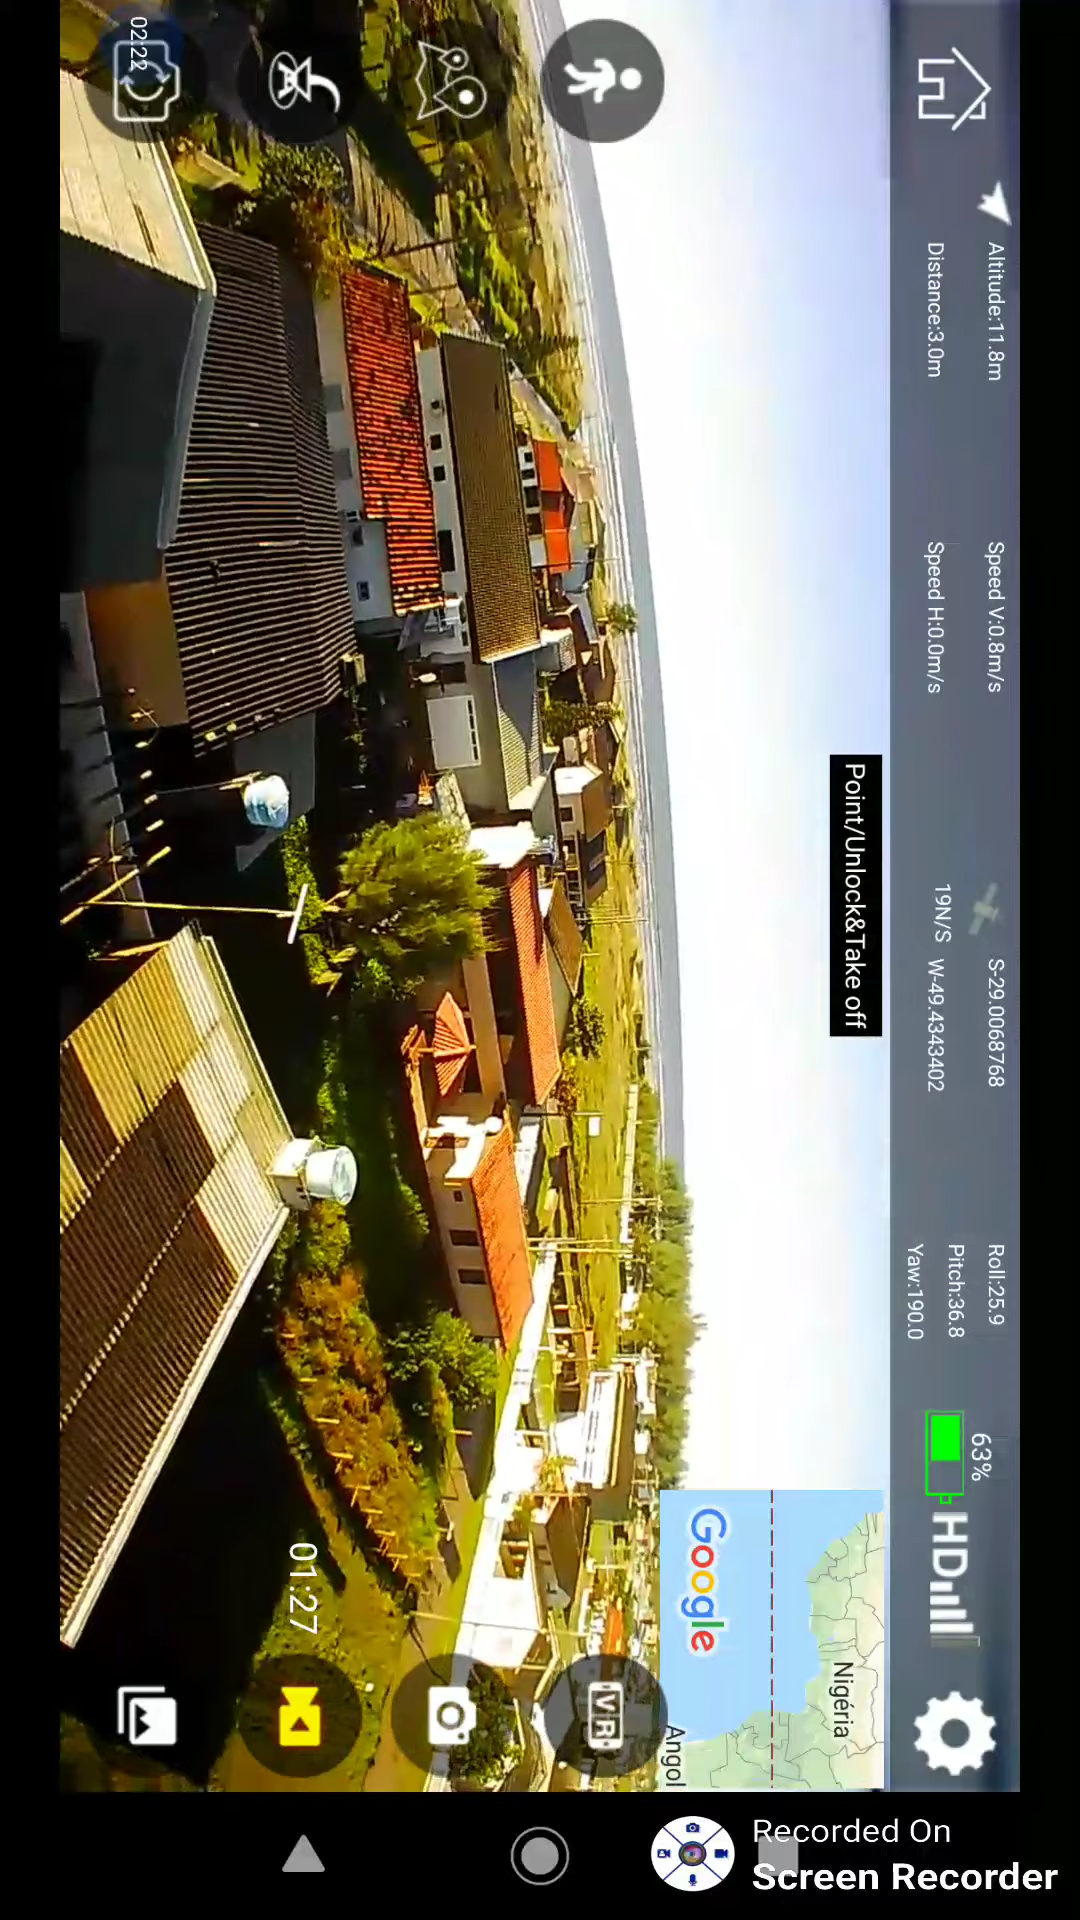 Altitude:11.8m
Distance:3.0m
Speed V:0.8m/s
Speed H:0.0m/s
19N/S
S-29.0068768
W-49.4343402
Roll:25.9
Pitch:36.8
Yaw:190.0
63%
HD
Point/Unlock&Take off
02:22
01:27
VR
Google
Nigéria
Angol
Recorded On
Screen Recorder